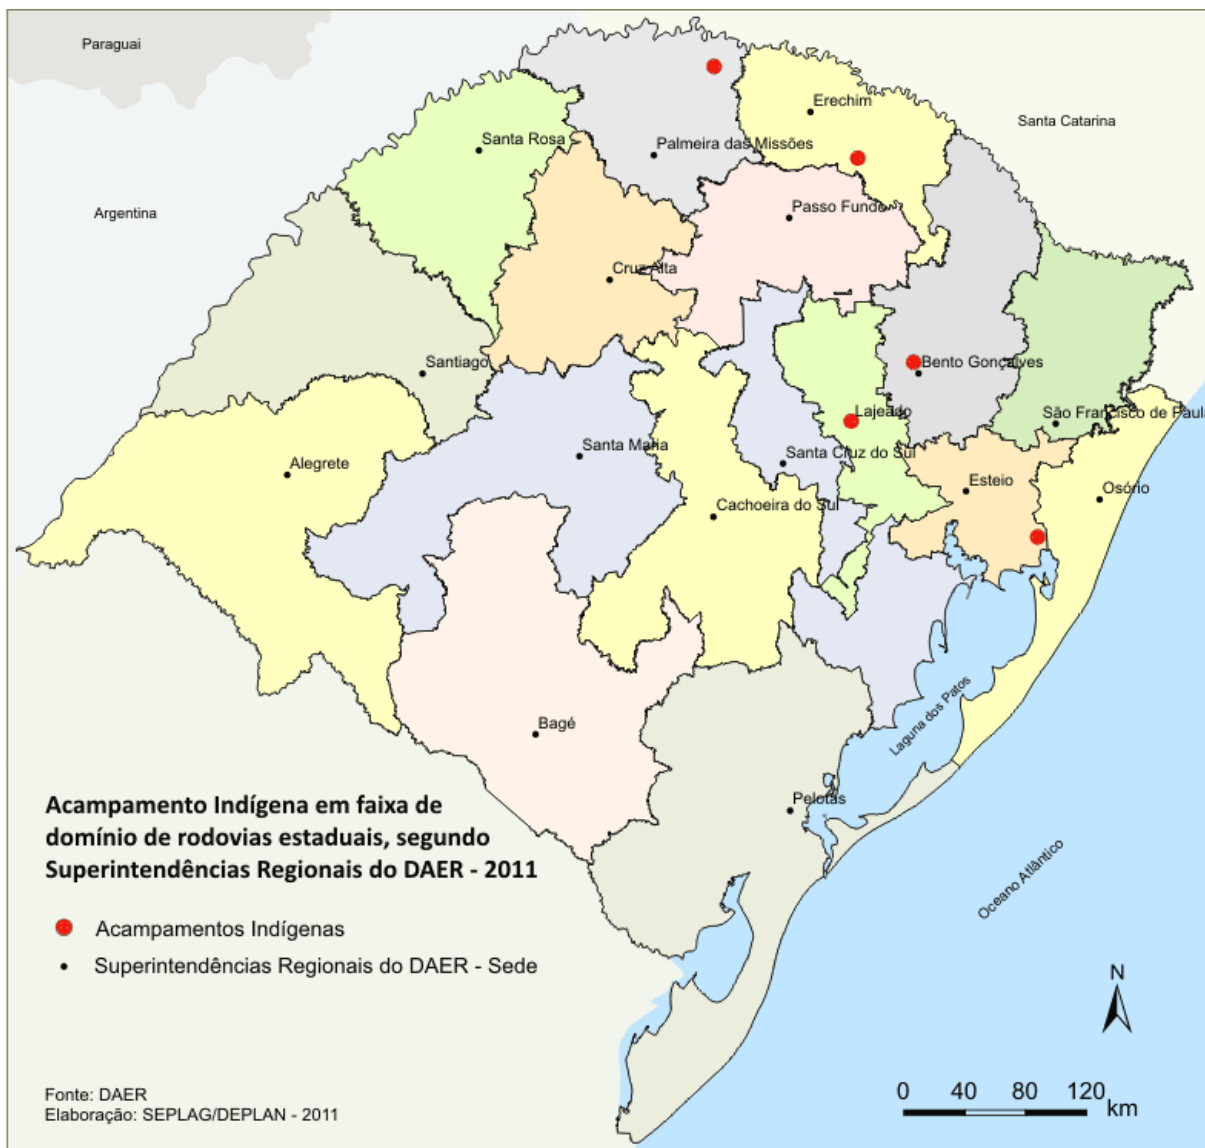 Paraguai
Erechim
Santa Catarina
Santa Rosa
Palmeira das Missões
Argentina
Passo Fundo
Cruz Alta
Santiago
Bento Gonçalves
Lajeado
São Francisco de Paula
Santa Maria
Santa Cruz do Sul
Alegrete
Esteio
Osório
Cachoeira do Sul
Laguna dos Patos
Bagé
Pelotas
Oceano Atlântico
Acampamento Indígena em faixa de
domínio de rodovias estaduais, segundo
Superintendências Regionais do DAER - 2011
Acampamentos Indígenas
Superintendências Regionais do DAER - Sede
N
Fonte: DAER
Elaboração: SEPLAG/DEPLAN - 2011
0 40 80 120
km